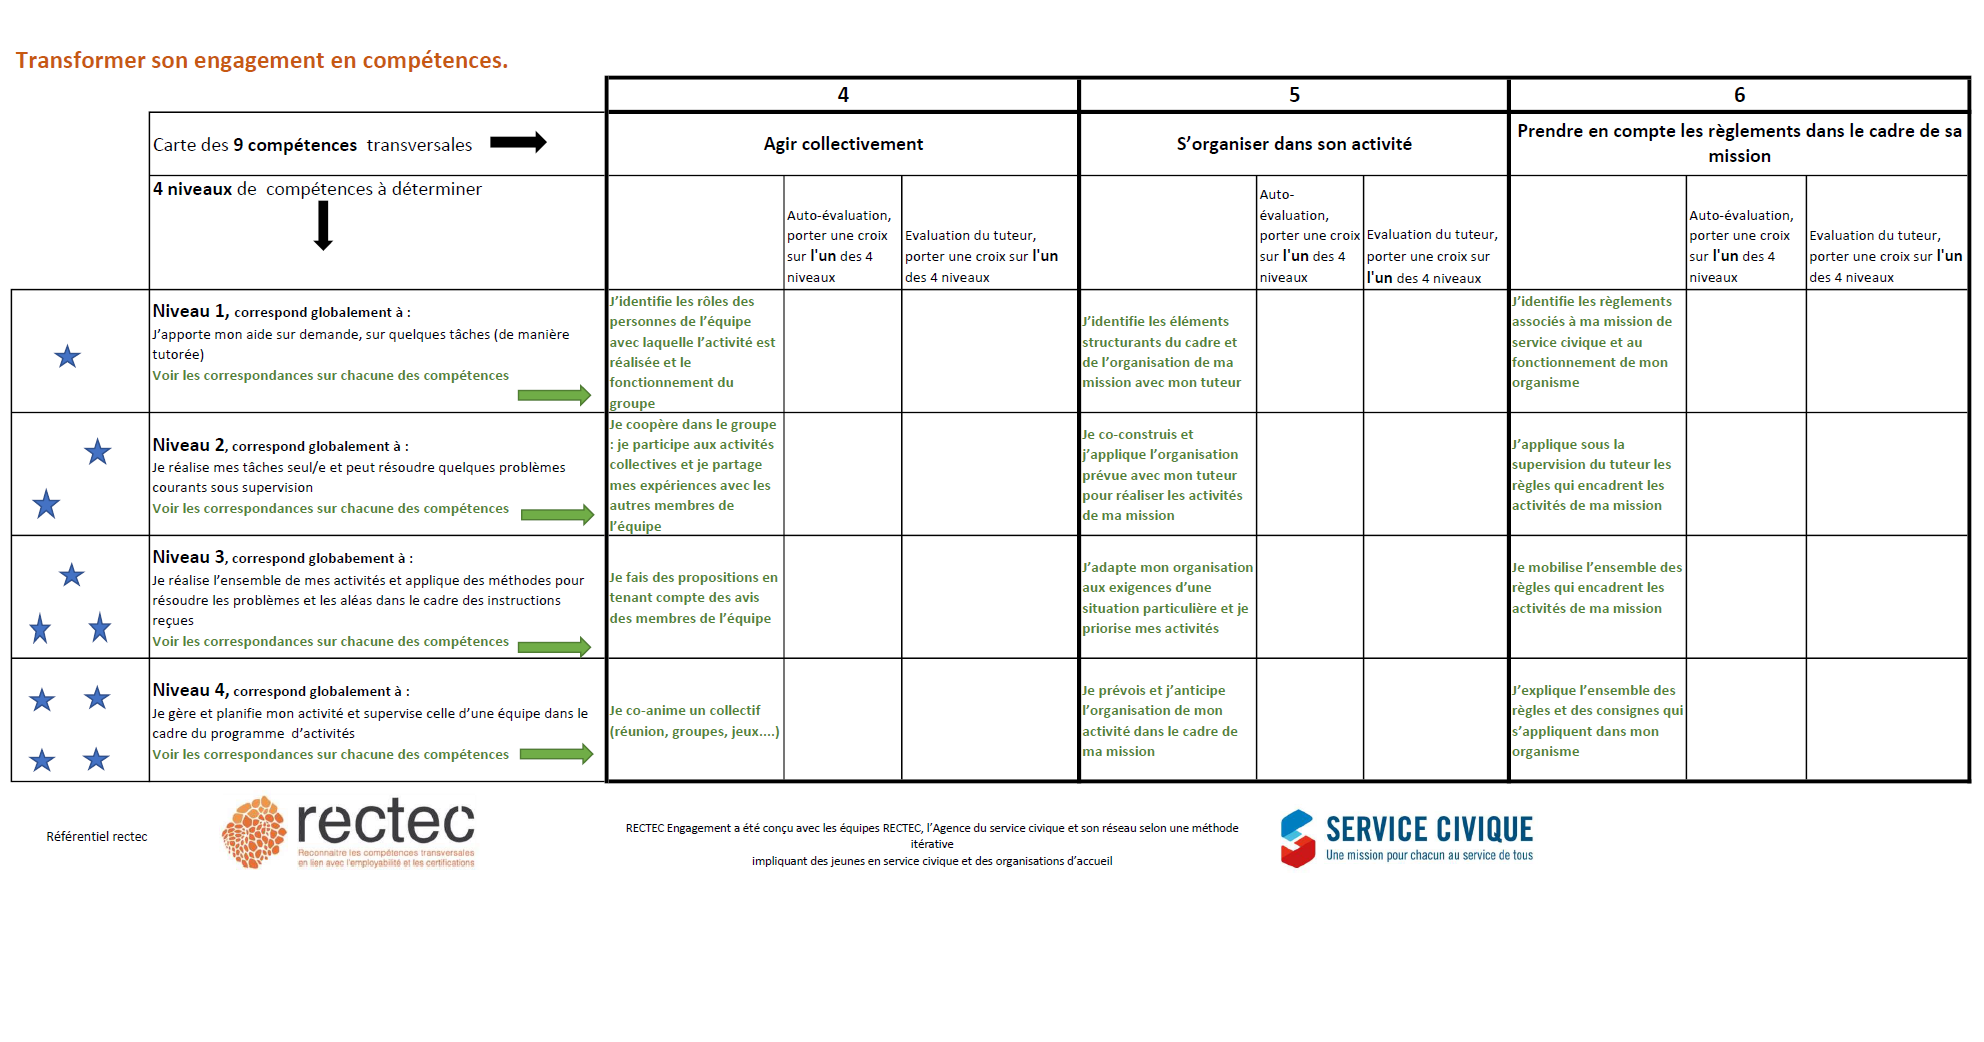 Transformer son engagement en compétences.
4
5
6
Carte des 9 compétences transversales
Agir collectivement
S’organiser dans son activité
Prendre en compte les règlements dans le cadre de sa
mission
4 niveaux de compétences à déterminer
Auto-évaluation,
porter une croix
sur l'un des 4
niveaux
Evaluation du tuteur,
porter une croix sur l'un
des 4 niveaux
Auto-
évaluation,
porter une croix
sur l'un des 4
niveaux
Evaluation du tuteur,
porter une croix sur
l'un des 4 niveaux
Auto-évaluation,
porter une croix
sur l'un des 4
niveaux
Evaluation du tuteur,
porter une croix sur l'un
des 4 niveaux
Niveau 1, correspond globalement à :
J’apporte mon aide sur demande, sur quelques tâches (de manière
tutorée)
Voir les correspondances sur chacune des compétences
J’identifie les rôles des
personnes de l’équipe
avec laquelle l’activité est
réalisée et le
fonctionnement du
groupe
J’identifie les éléments
structurants du cadre et
de l’organisation de ma
mission avec mon tuteur
J’identifie les règlements
associés à ma mission de
service civique et au
fonctionnement de mon
organisme
Niveau 2, correspond globalement à :
Je réalise mes tâches seul/e et peut résoudre quelques problèmes
courants sous supervision
Voir les correspondances sur chacune des compétences
Je coopère dans le groupe
: je participe aux activités
collectives et je partage
mes expériences avec les
autres membres de
l’équipe
Je co-construis et
j’applique l’organisation
prévue avec mon tuteur
pour réaliser les activités
de ma mission
J’applique sous la
supervision du tuteur les
règles qui encadrent les
activités de ma mission
Niveau 3, correspond globabement à :
Je réalise l’ensemble de mes activités et applique des méthodes pour
résoudre les problèmes et les aléas dans le cadre des instructions
reçues
Voir les correspondances sur chacune des compétences
Je fais des propositions en
tenant compte des avis
des membres de l’équipe
J’adapte mon organisation
aux exigences d’une
situation particulière et je
priorise mes activités
Je mobilise l’ensemble des
règles qui encadrent les
activités de ma mission
Niveau 4, correspond globalement à :
Je gère et planifie mon activité et supervise celle d’une équipe dans le
cadre du programme d’activités
Voir les correspondances sur chacune des compétences
Je co-anime un collectif
(réunion, groupes, jeux....)
Je prévois et j’anticipe
l’organisation de mon
activité dans le cadre de
ma mission
J’explique l’ensemble des
règles et des consignes qui
s’appliquent dans mon
organisme
Référentiel rectec
rectec
Reconnaitre les compétences transversales
en lien avec l'employabilité et les certifications
RECTEC Engagement a été conçu avec les équipes RECTEC, l’Agence du service civique et son réseau selon une méthode
itérative
impliquant des jeunes en service civique et des organisations d’accueil
SERVICE CIVIQUE
Une mission pour chacun au service de tous